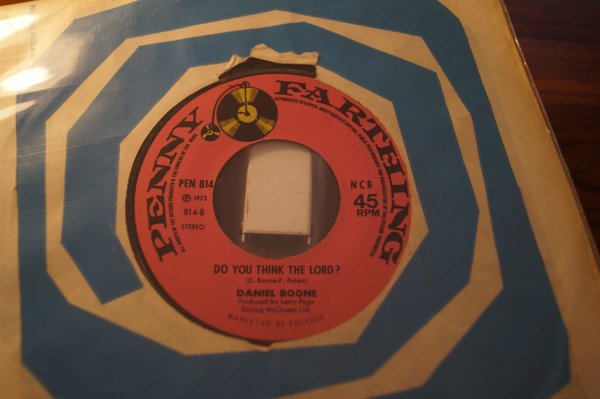 PENNY FARTHING
PEN 814
℗ 1973
814-B
STEREO
NCB
45
RPM
DO YOU THINK THE LORD?
(D. Boone/P. Peters)
DANIEL BOONE
Produced by Larry Page
Stirling McQueen Ltd.
MARKETED BY POLYDOR